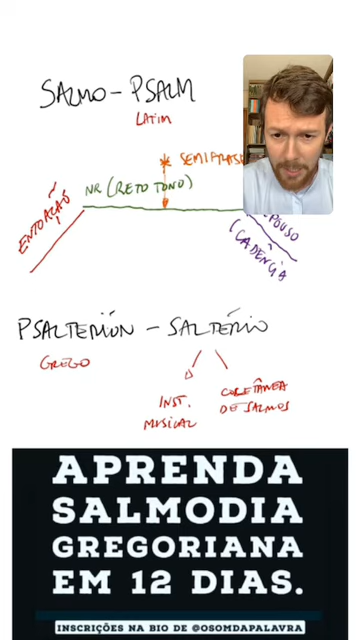 SALMO - PSALM
LATIM
* SEMIFRASE
NR (RETO TONO)
ENTOAÇÃO
POUSO
(CADÊNCIA
PSALTERION - SALTÉRIO
GREGO
INST.
MUSICAL
COLETÂNEA
DE SALMOS
APRENDA
SALMODIA
GREGORIANA
EM 12 DIAS.
INSCRIÇÕES NA BIO DE @OSOMDAPALAVRA